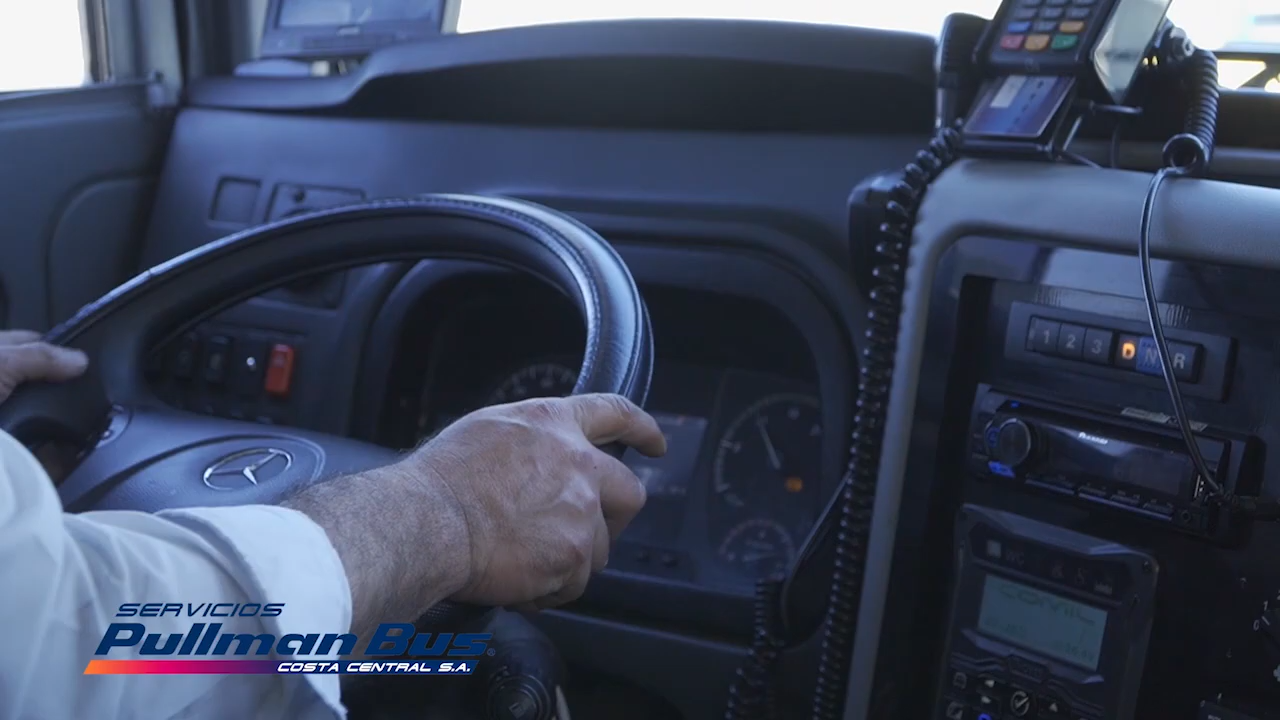 1 2 3 D N R
SERVICIOS
Pullman Bus®
COSTA CENTRAL S.A.